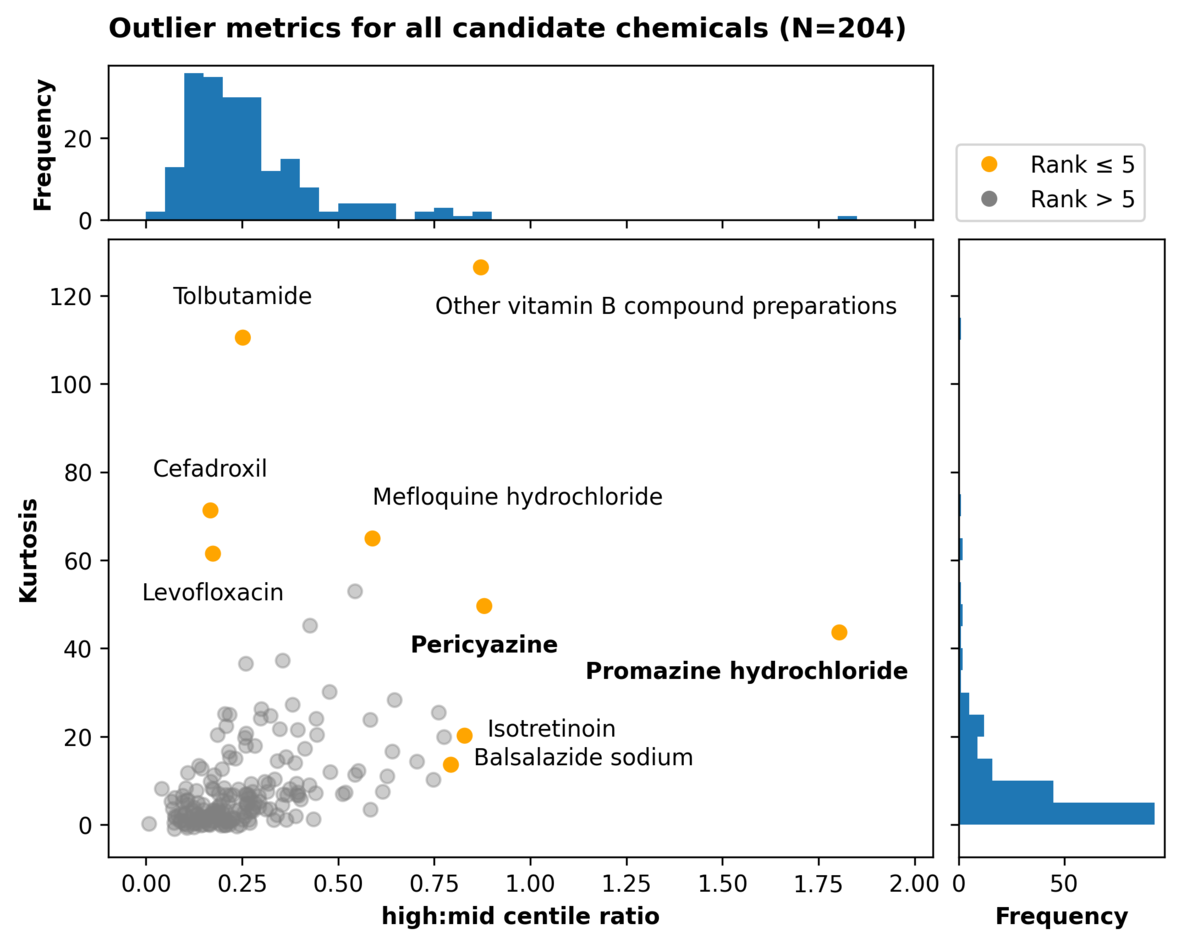 Outlier metrics for all candidate chemicals (N=204)
Frequency
20
0
Rank ≤ 5
Rank > 5
Kurtosis
120
100
80
60
40
20
0
Tolbutamide
Other vitamin B compound preparations
Cefadroxil
Mefloquine hydrochloride
Levofloxacin
Pericyazine
Promazine hydrochloride
Isotretinoin
Balsalazide sodium
0.00 0.25 0.50 0.75 1.00 1.25 1.50 1.75 2.00
high:mid centile ratio
0 50
Frequency